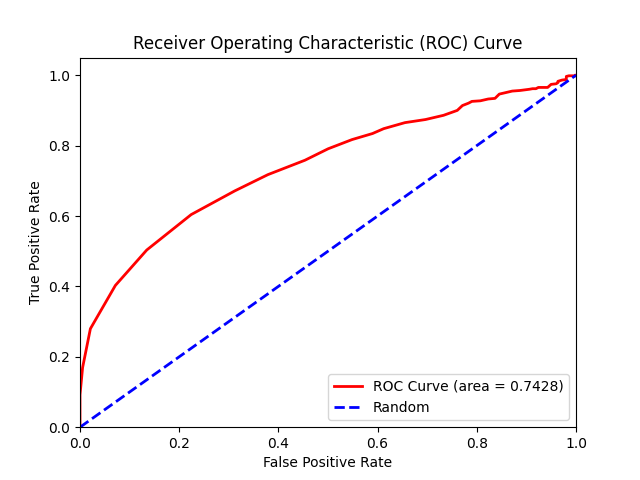 Receiver Operating Characteristic (ROC) Curve
1.0
0.8
0.6
0.4
0.2
0.0
True Positive Rate
ROC Curve (area = 0.7428)
Random
0.0 0.2 0.4 0.6 0.8 1.0
False Positive Rate